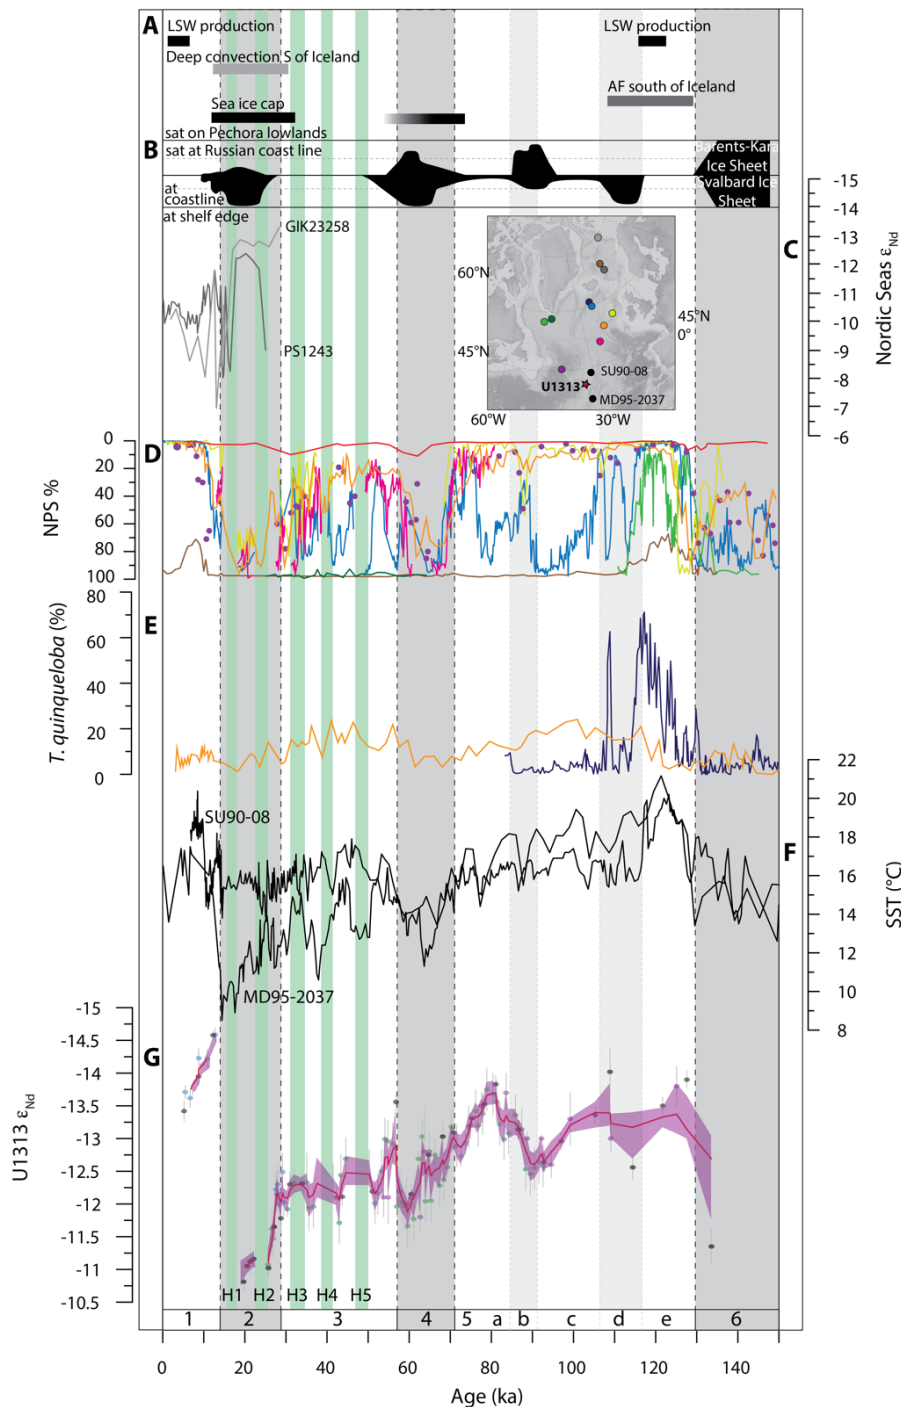 A
LSW production
LSW production
Deep convection S of Iceland
AF south of Iceland
Sea ice cap
sat on Pechora lowlands
B
sat at Russian coast line
Barents-Kara
Ice Sheet
Svalbard Ice
Sheet
at
coastline
at shelf edge
GIK23258
PS1243
C
-15
-14
-13
-12
-11
-10
-9
-8
-7
-6
Nordic Seas εNd
60°N
45°N
45°N
0°
SU90-08
U1313
MD95-2037
60°W
30°W
D
0
20
40
60
80
100
NPS %
E
80
60
40
20
0
T. quinqueloba (%)
F
22
20
18
16
14
12
10
8
SST (°C)
SU90-08
MD95-2037
G
-15
-14.5
-14
-13.5
-13
-12.5
-12
-11.5
-11
-10.5
U1313 εNd
H1 H2 H3 H4 H5
1 2 3 4 5 a b c d e 6
0 20 40 60 80 100 120 140
Age (ka)